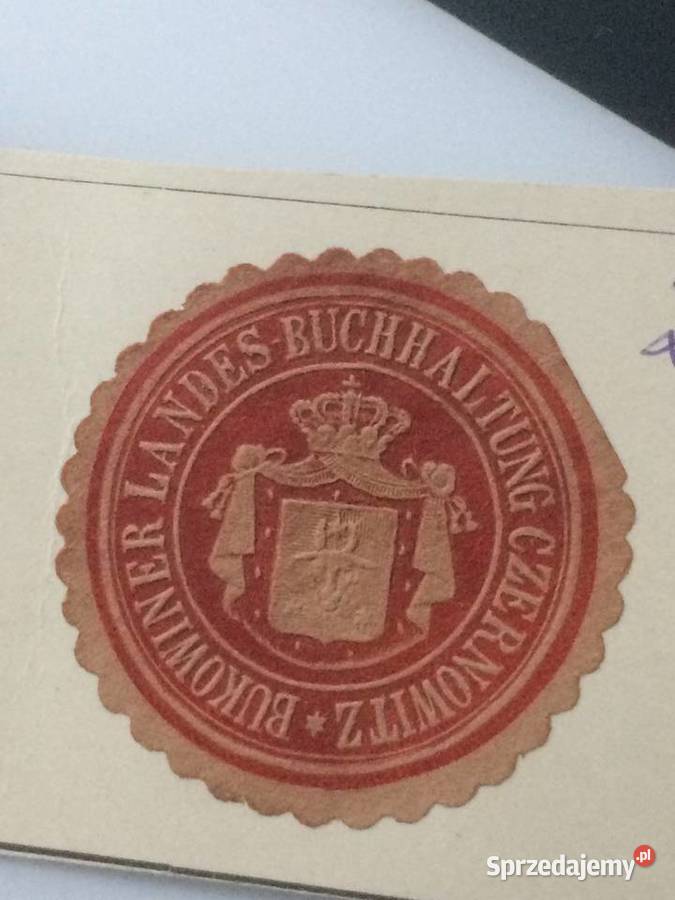 BUKOWINER LANDES-BUCHHALTUNG CZERNOWITZ *
Sprzedajemy.pl